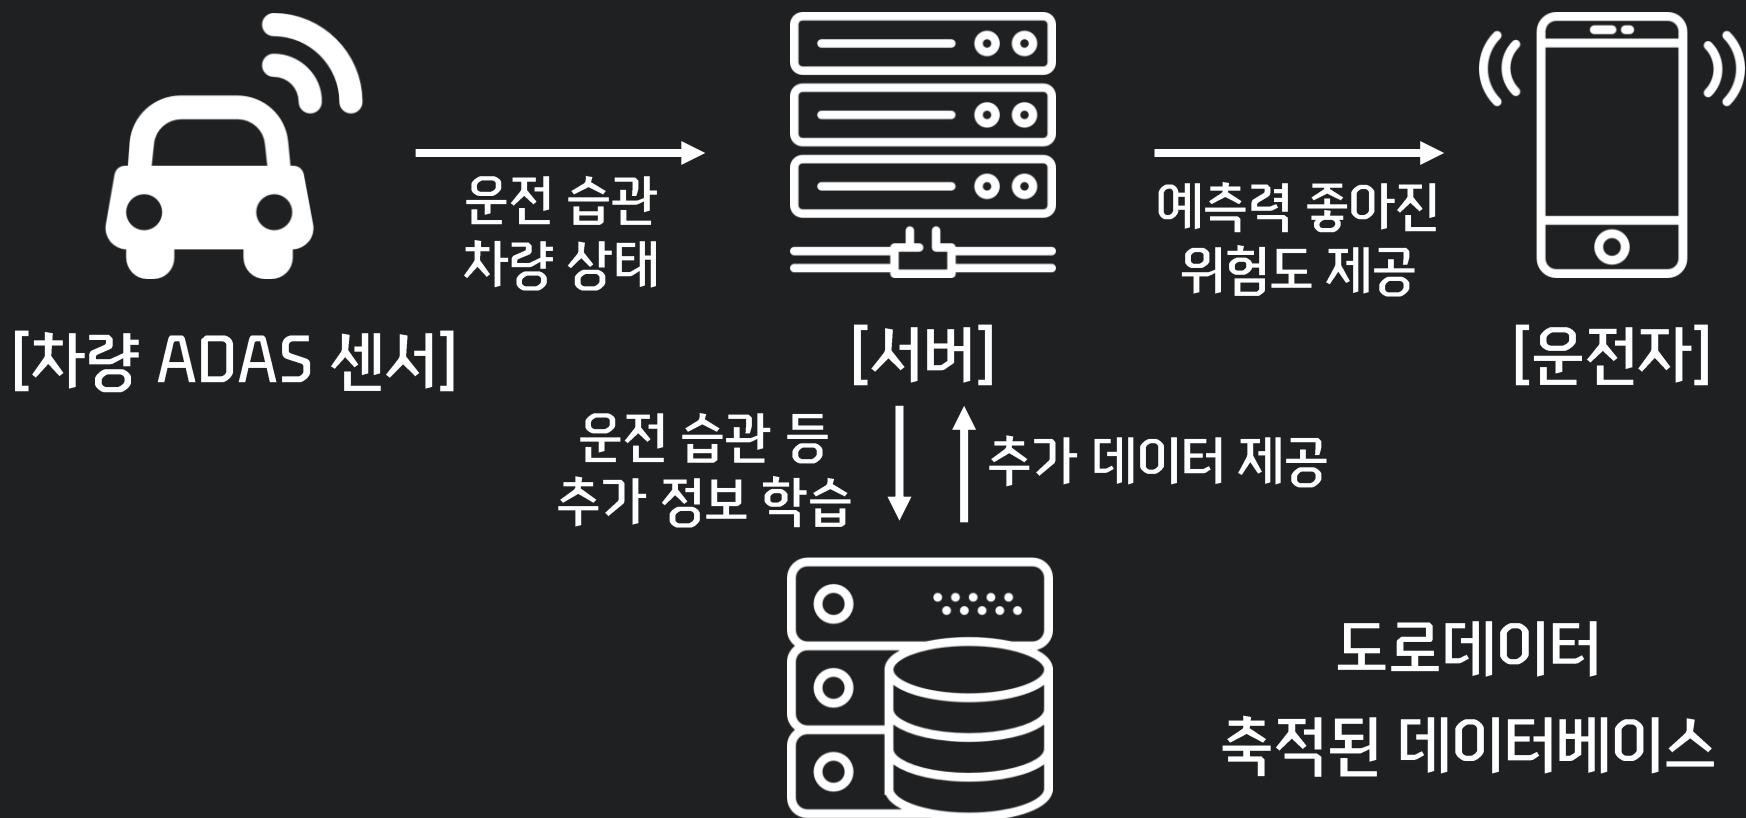 운전 습관
차량 상태
예측력 좋아진
위험도 제공
[차량 ADAS 센서]
[서버]
[운전자]
운전 습관 등
추가 정보 학습
추가 데이터 제공
도로데이터
축적된 데이터베이스